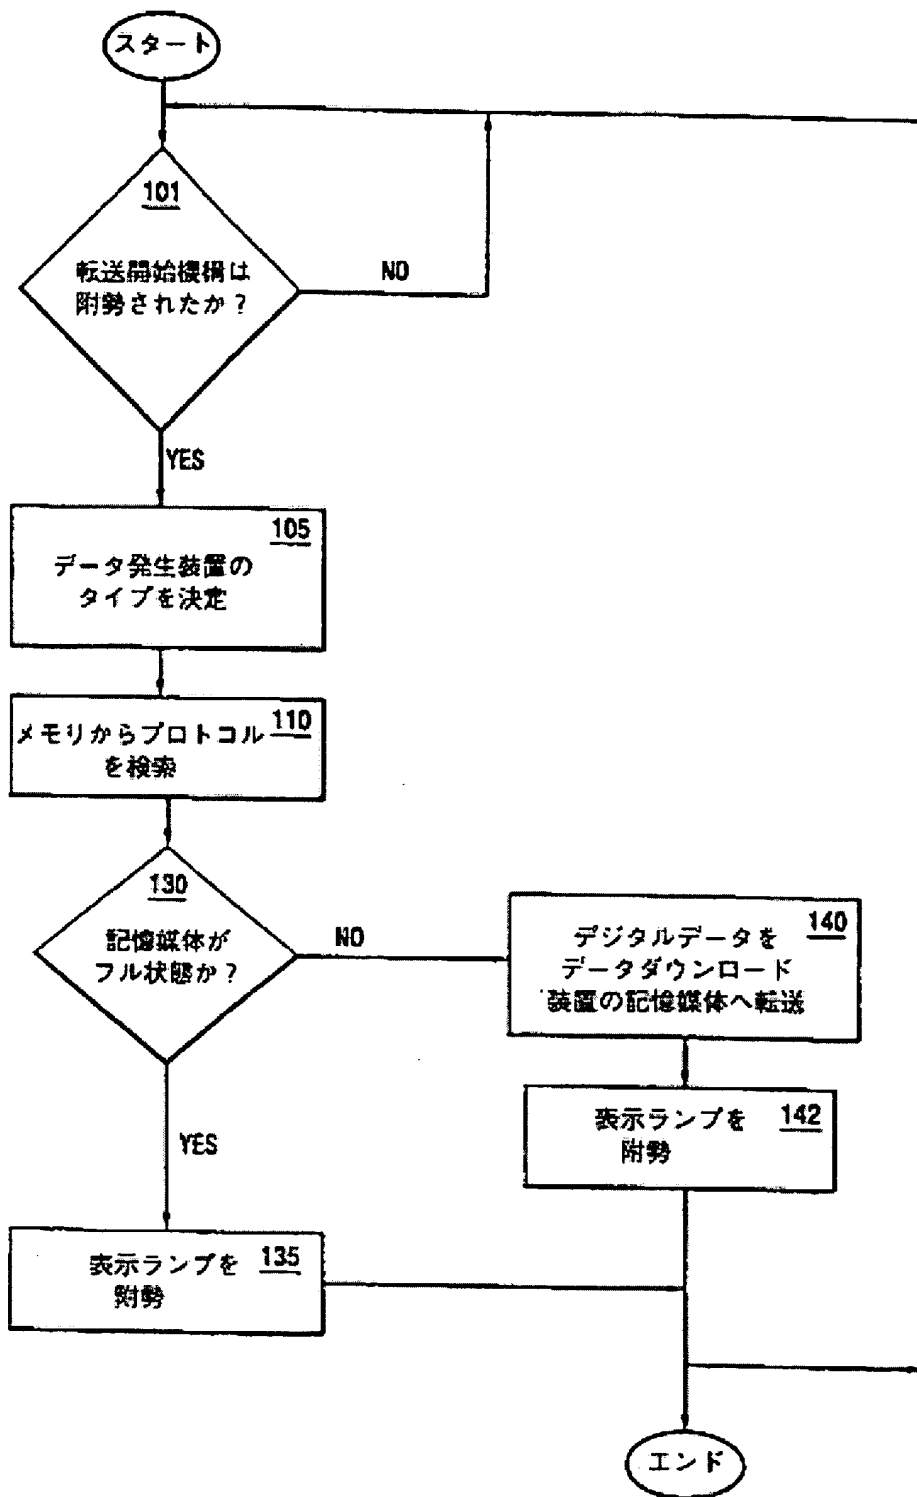 スタート
101
転送開始機構は
附勢されたか?
NO
YES
105
データ発生装置の
タイプを決定
メモリからプロトコル 110
を検索
130
記憶媒体が
フル状態か?
NO
YES
140
デジタルデータを
データダウンロード
装置の記憶媒体へ転送
表示ランプを 142
附勢
表示ランプを 135
附勢
エンド